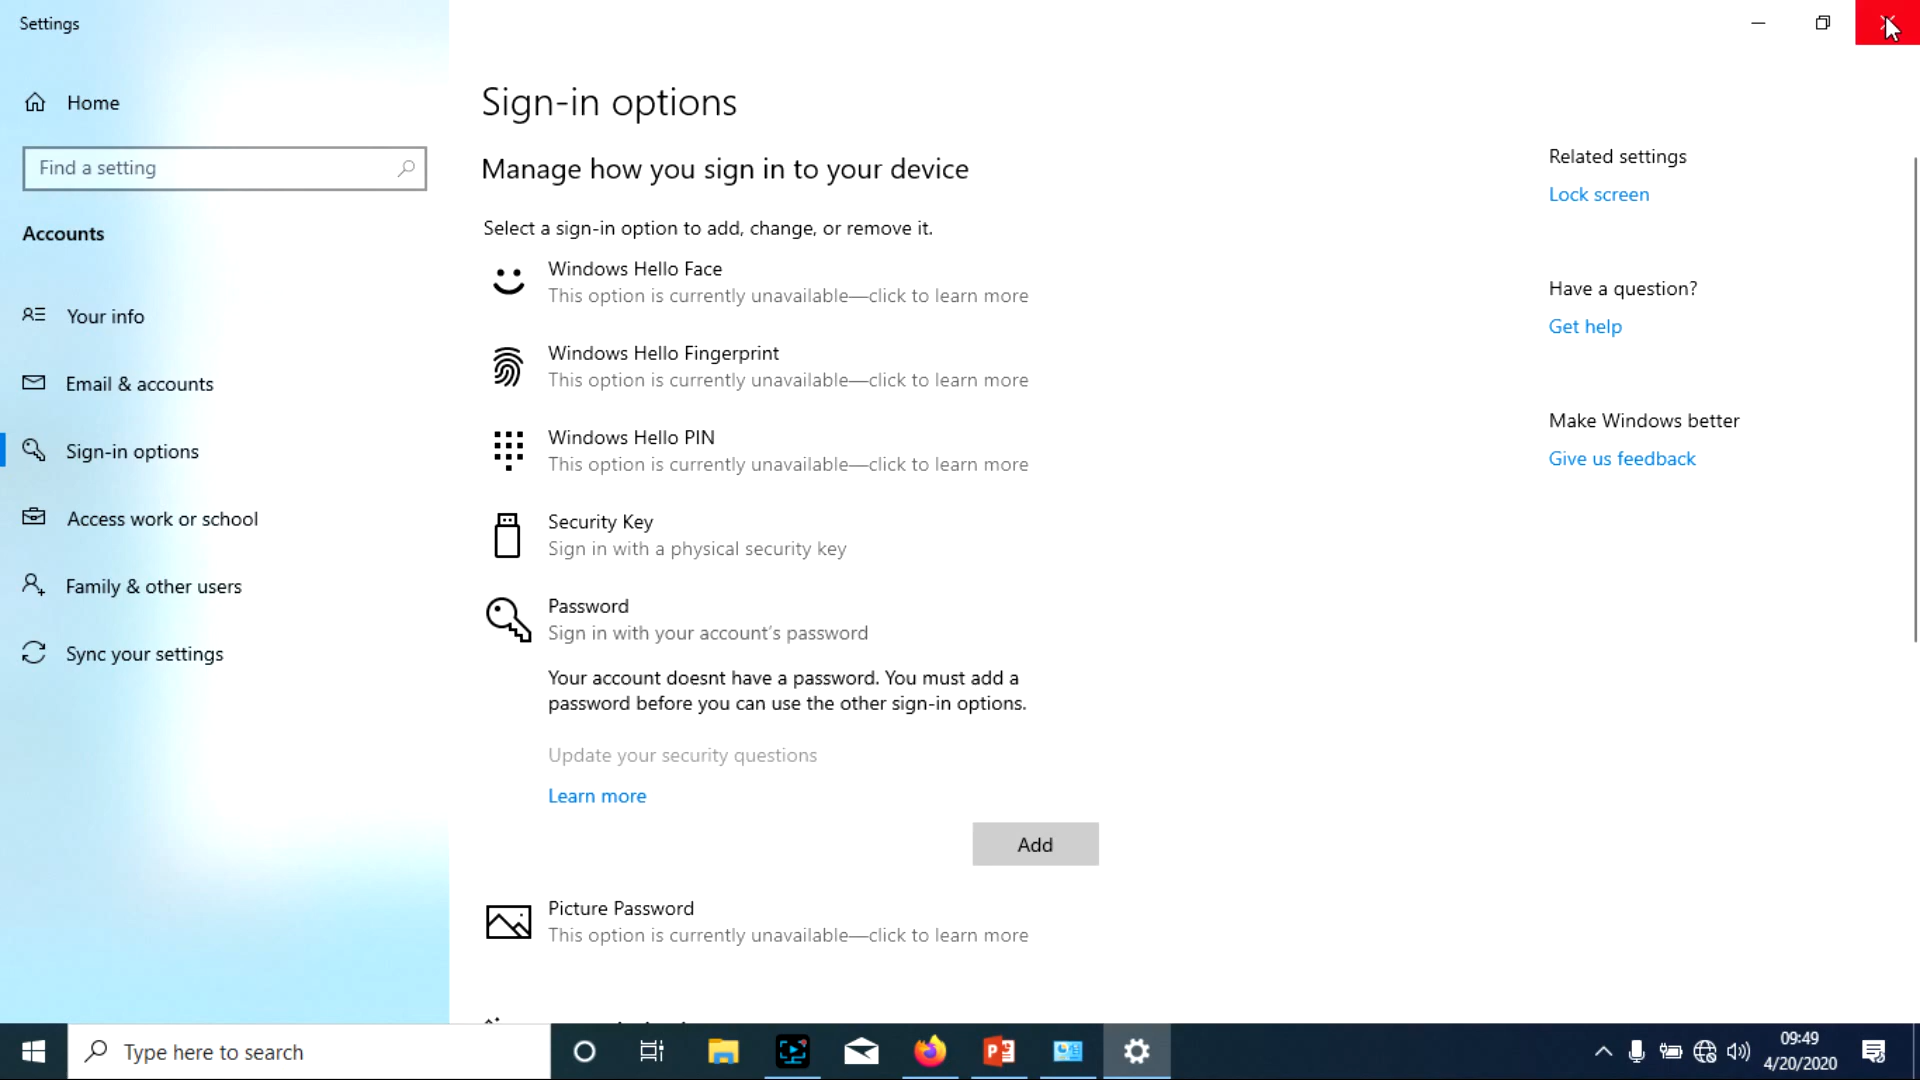 Settings
Home
Find a setting
Accounts
Your info
Email & accounts
Sign-in options
Access work or school
Family & other users
Sync your settings
Sign-in options
Manage how you sign in to your device
Select a sign-in option to add, change, or remove it.
Windows Hello Face
This option is currently unavailable—click to learn more
Windows Hello Fingerprint
This option is currently unavailable—click to learn more
Windows Hello PIN
This option is currently unavailable—click to learn more
Security Key
Sign in with a physical security key
Password
Sign in with your account's password
Your account doesnt have a password. You must add a
password before you can use the other sign-in options.
Update your security questions
Learn more
Add
Picture Password
This option is currently unavailable—click to learn more
Related settings
Lock screen
Have a question?
Get help
Make Windows better
Give us feedback
Type here to search
09:49
4/20/2020